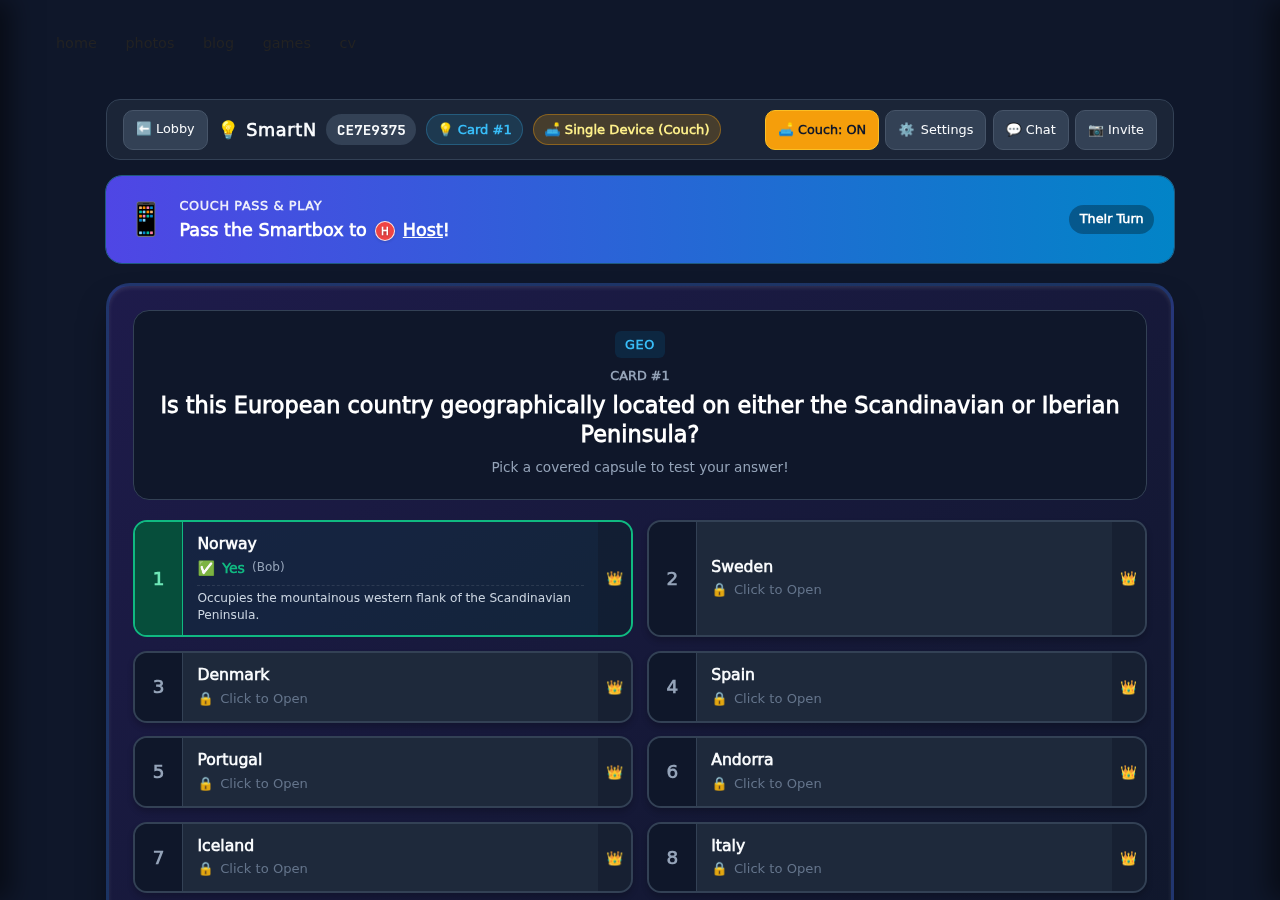 home photos blog games cv
Lobby SmartN CE7E9375 Card #1 Single Device (Couch) Couch: ON Settings Chat Invite
COUCH PASS & PLAY
Pass the Smartbox to H Host!
Their Turn
GEO
CARD #1
Is this European country geographically located on either the Scandinavian or Iberian
Peninsula?
Pick a covered capsule to test your answer!
1
Norway
Yes (Bob)
Occupies the mountainous western flank of the Scandinavian
Peninsula.
2
Sweden
Click to Open
3
Denmark
Click to Open
4
Spain
Click to Open
5
Portugal
Click to Open
6
Andorra
Click to Open
7
Iceland
Click to Open
8
Italy
Click to Open